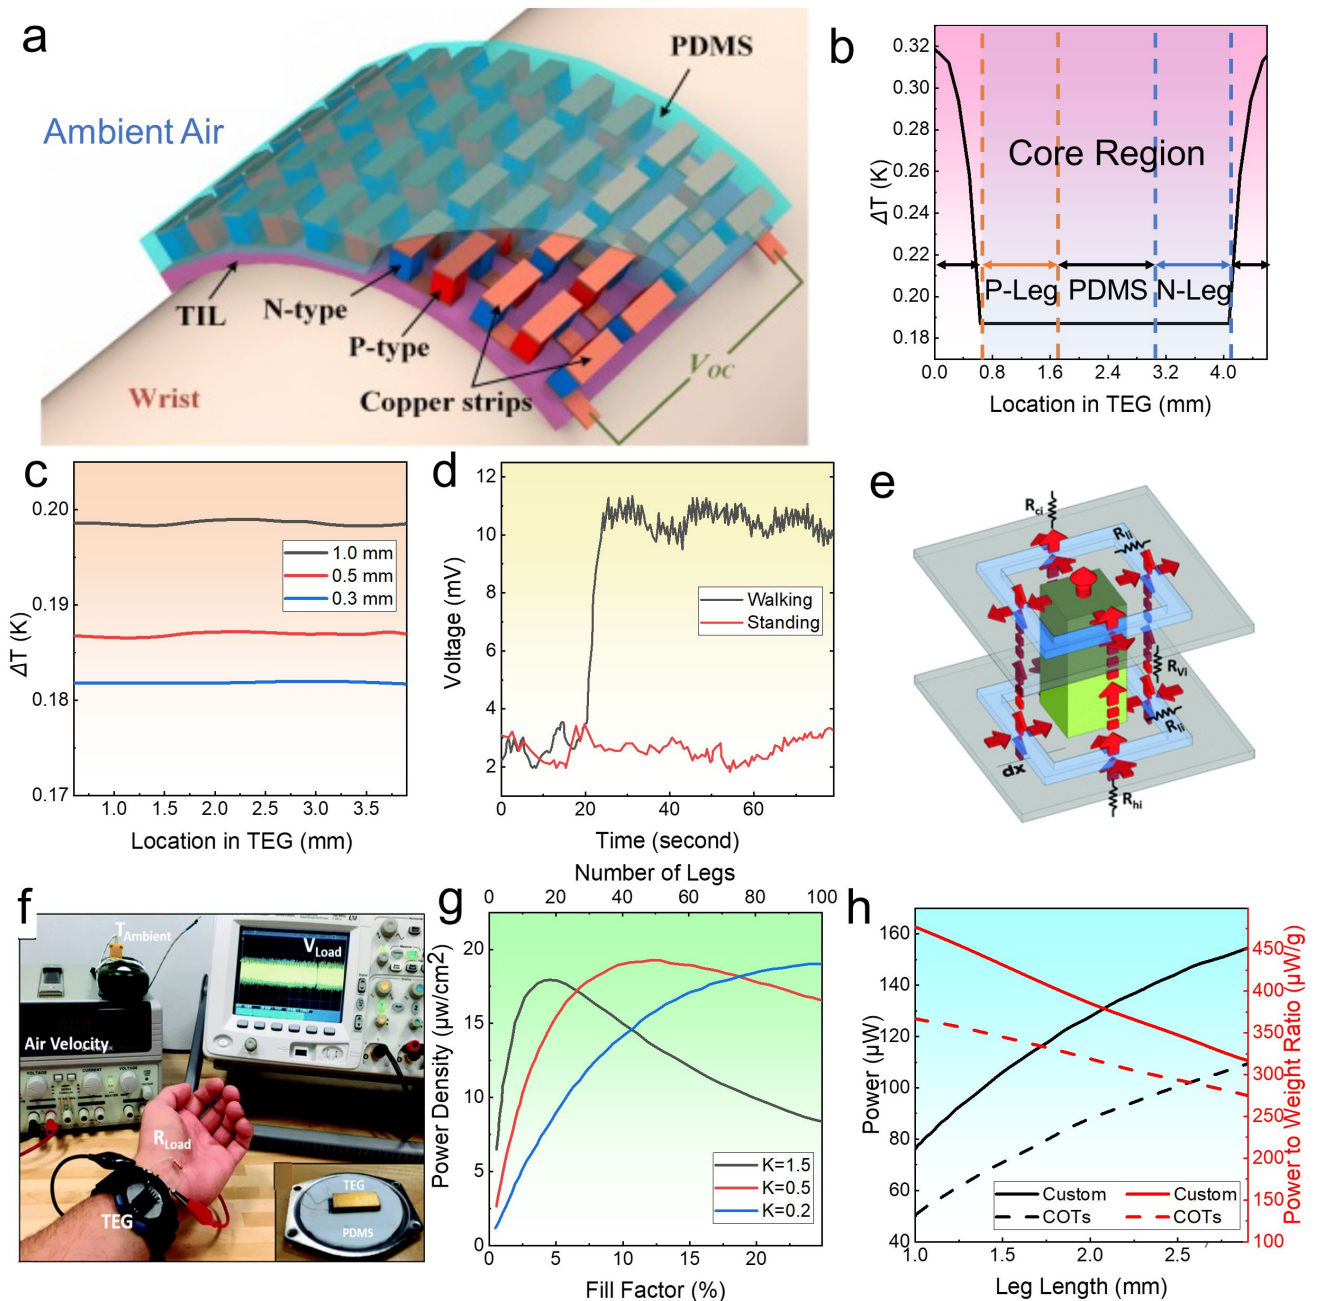 a
Ambient Air
PDMS
TIL
N-type
P-type
Copper strips
Wrist
Voc
b
ΔT (K)
0.32
0.30
0.28
0.26
0.24
0.22
0.20
0.18
Core Region
P-Leg
PDMS
N-Leg
0.0 0.8 1.6 2.4 3.2 4.0
Location in TEG (mm)
c
ΔT (K)
0.20
0.19
0.18
0.17
1.0 mm
0.5 mm
0.3 mm
1.0 1.5 2.0 2.5 3.0 3.5
Location in TEG (mm)
d
Voltage (mV)
12
10
8
6
4
2
Walking
Standing
0 20 40 60
Time (second)
e
Rci
Rli
RVi
Rli
dx
Rhi
f
TAmbient
VLoad
Air Velocity
VOLTAGE
CURRENT
VOLTAGE
RLoad
TEG
TEG
PDMS
g
Number of Legs
0 20 40 60 80 100
Power Density (μw/cm²)
20
15
10
5
0
K=1.5
K=0.5
K=0.2
0 5 10 15 20
Fill Factor (%)
h
Power (μW)
160
140
120
100
80
60
40
Custom
COTs
Custom
COTs
1.0 1.5 2.0 2.5
Leg Length (mm)
450
400
350
300
250
200
150
100
Power to Weight Ratio (μW/g)